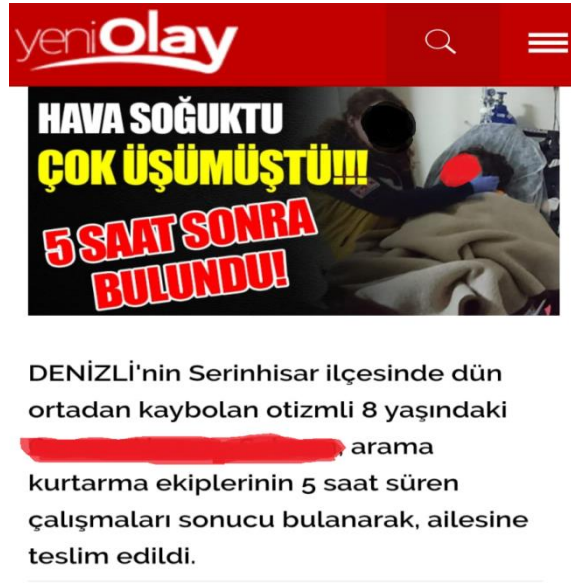 yeniOlay
HAVA SOĞUKTU
ÇOK ÜŞÜMÜŞTÜ!!!
5 SAAT SONRA
BULUNDU!
DENİZLİ'nin Serinhisar ilçesinde dün
ortadan kaybolan otizmli 8 yaşındaki
, arama
kurtarma ekiplerinin 5 saat süren
çalışmaları sonucu bulanarak, ailesine
teslim edildi.